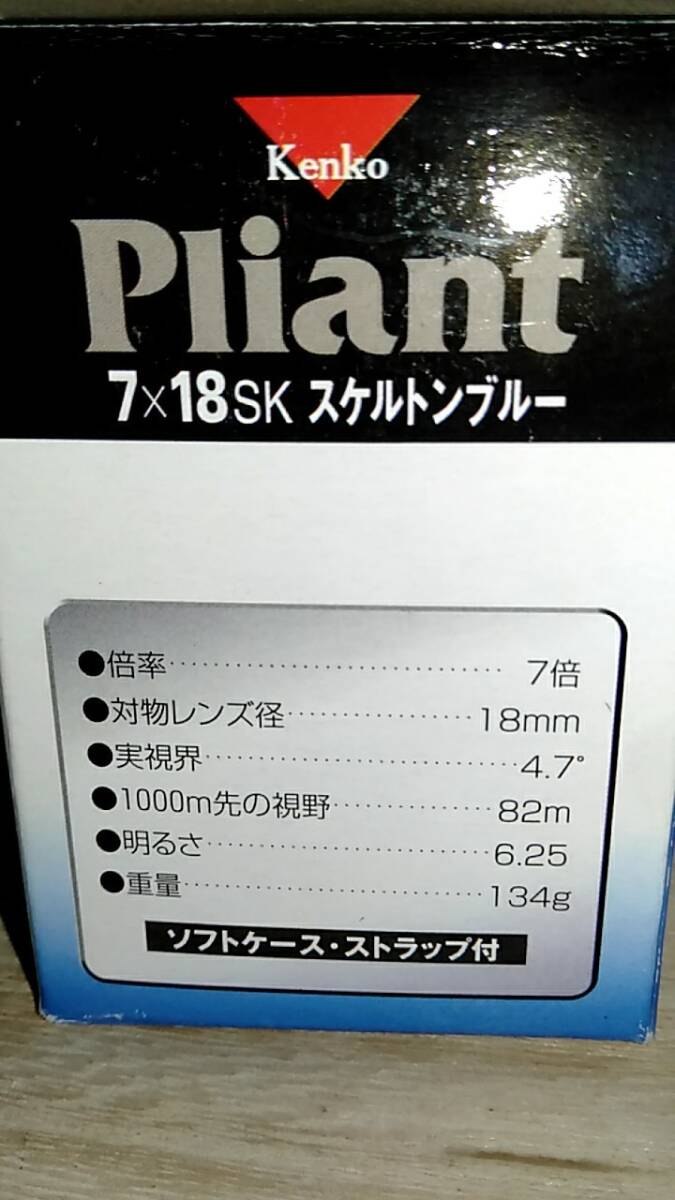 Kenko
Pliant
7×18SK スケルトンブルー
●倍率······························ 7倍
●対物レンズ径·················18mm
●実視界······························4.7°
●1000m先の視野···············82m
●明るさ···························6.25
●重量····························134g
ソフトケース・ストラップ付